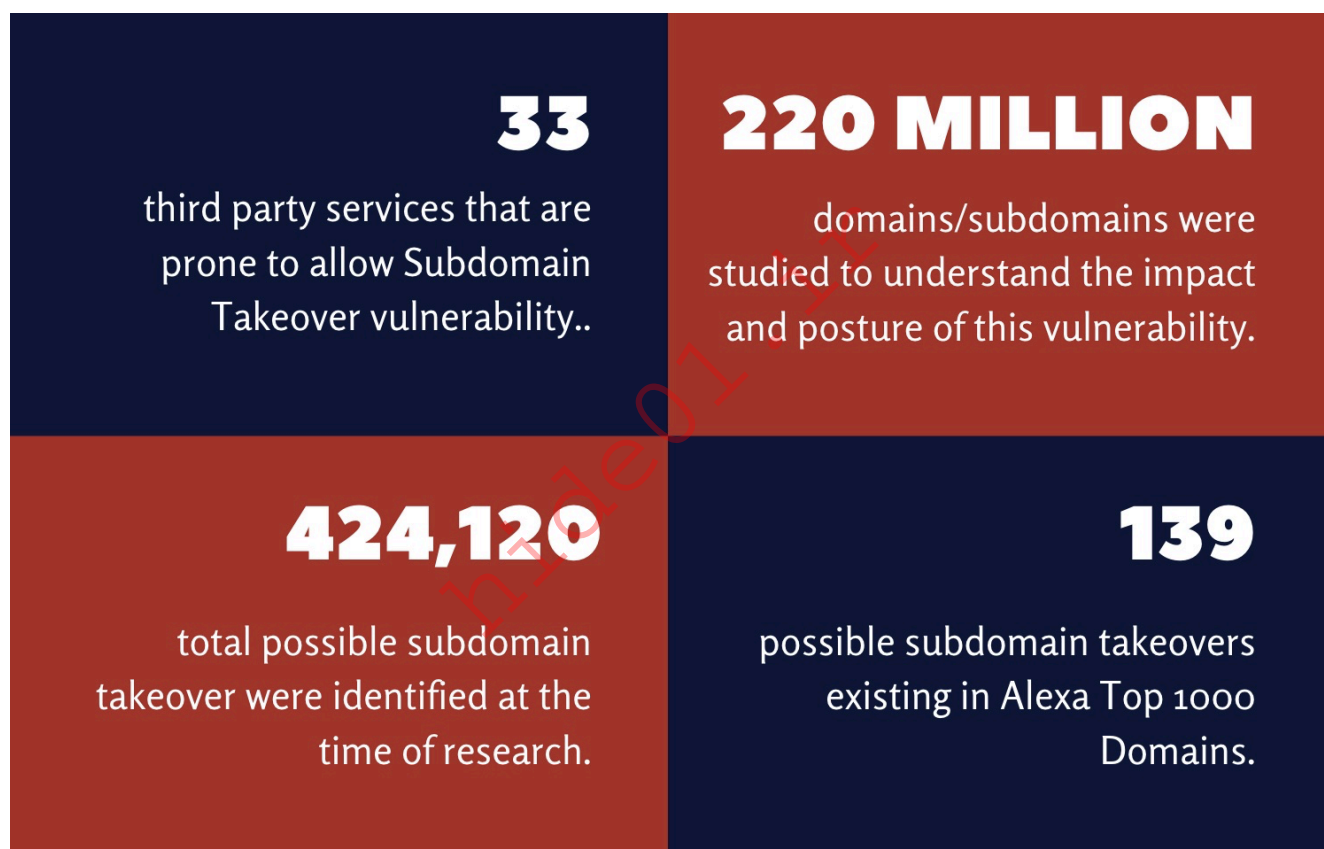 33
third party services that are
prone to allow Subdomain
Takeover vulnerability..
220 MILLION
domains/subdomains were
studied to understand the impact
and posture of this vulnerability.
424,120
total possible subdomain
takeover were identified at the
time of research.
139
possible subdomain takeovers
existing in Alexa Top 1000
Domains.
hide01.ir